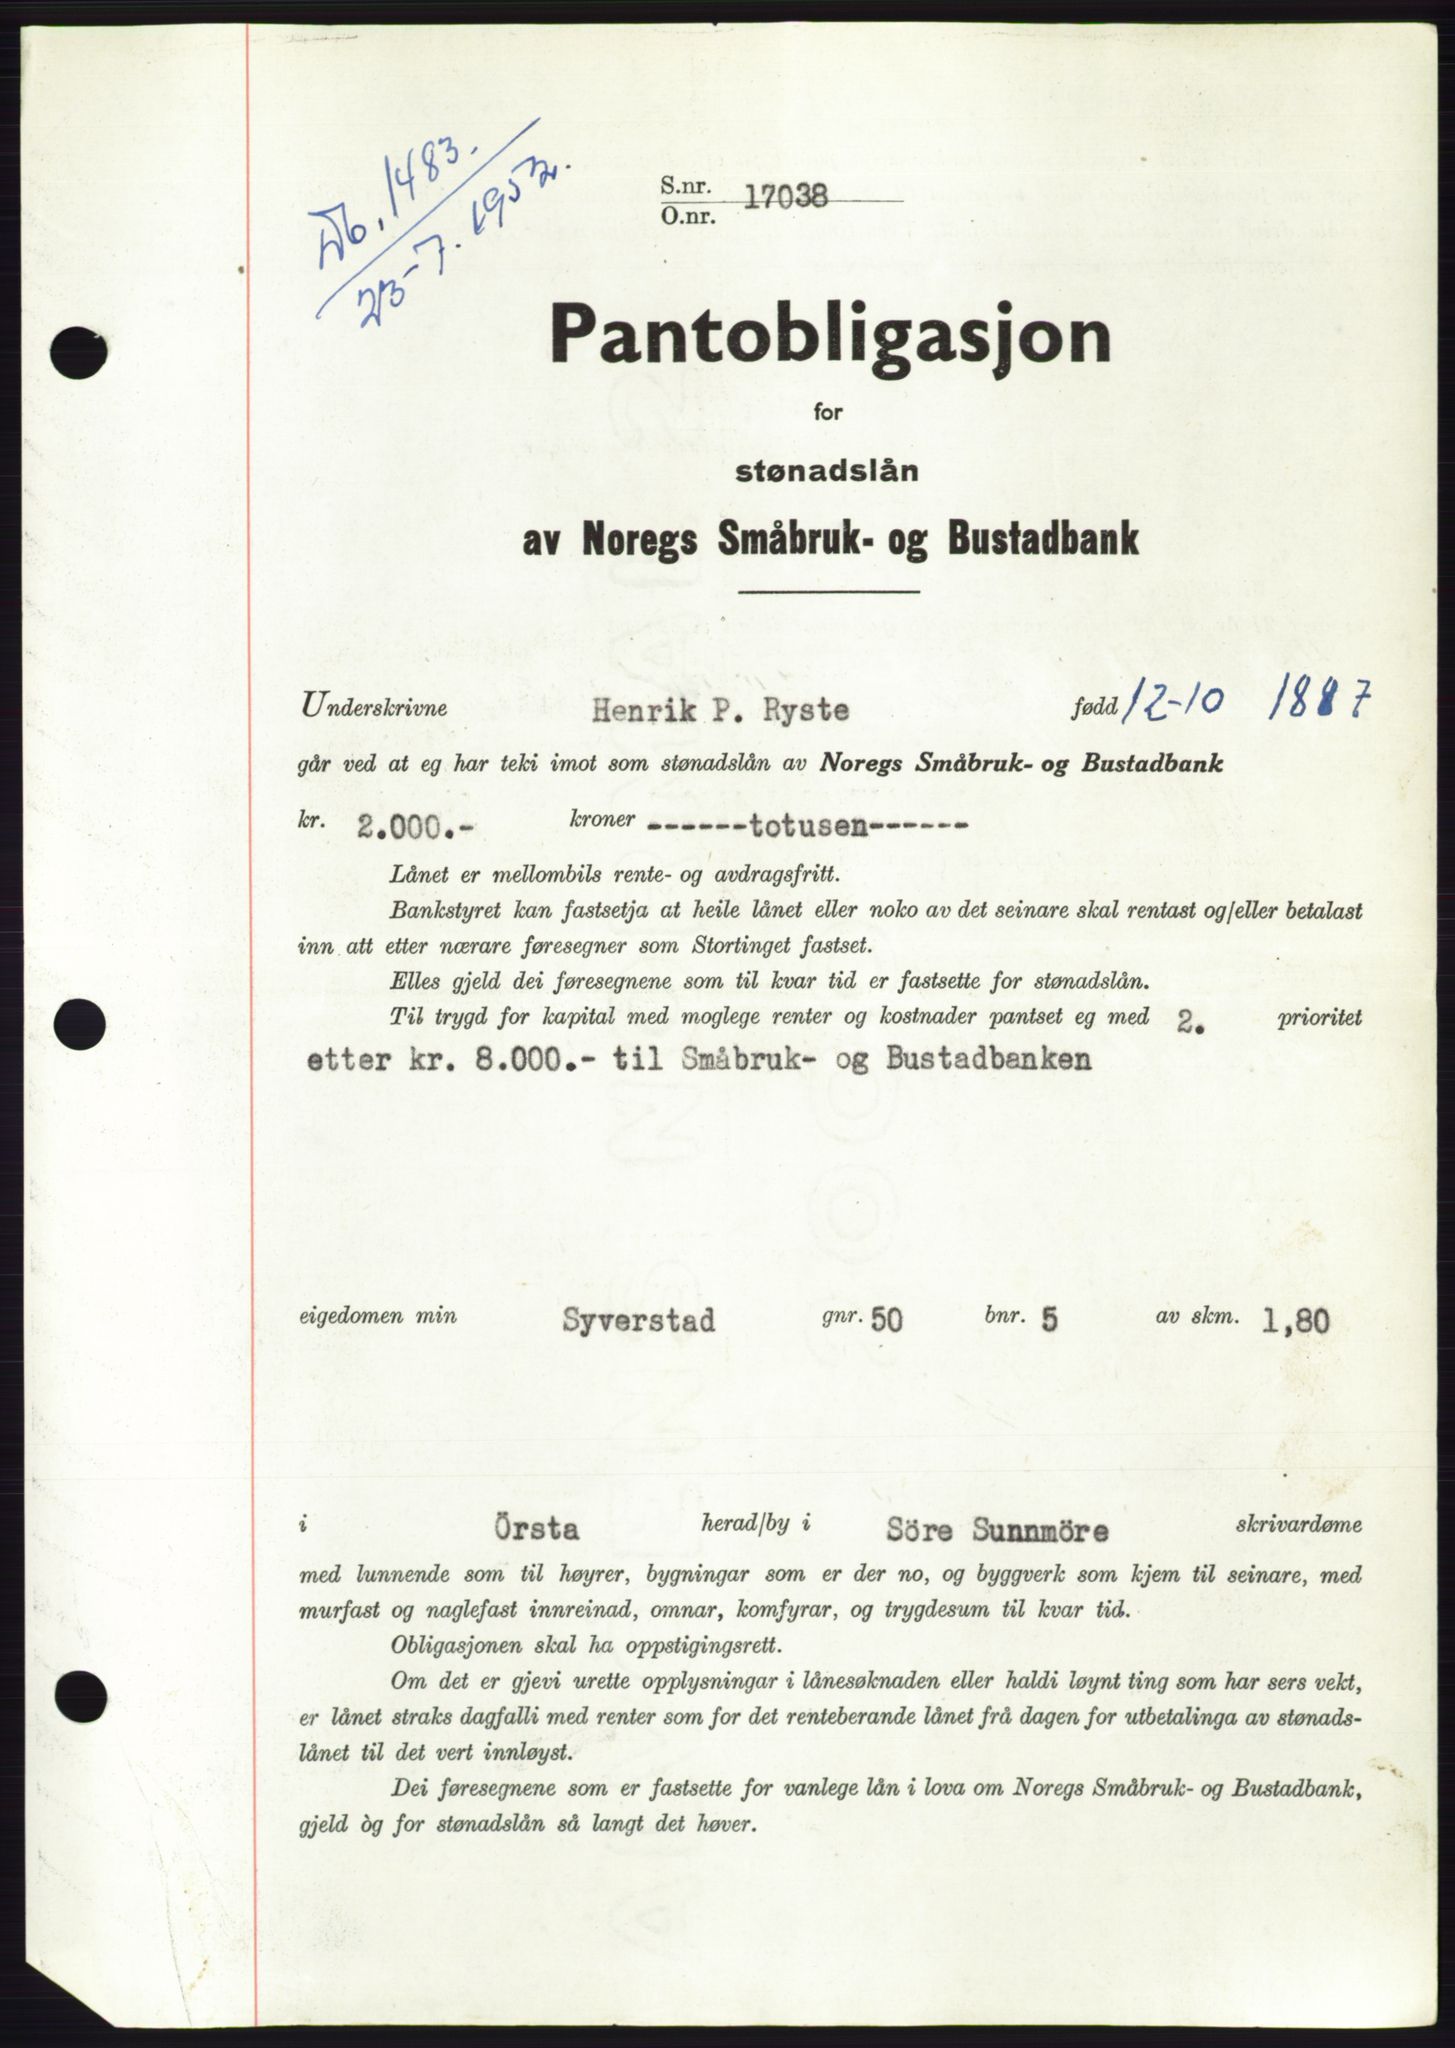 Db. 1483.
23-7. 1952.
S.nr.
O.nr. 17038
Pantobligasjon
for
stønadslån
av Noregs Småbruk- og Bustadbank
Underskrivne Henrik P. Ryste fødd 12-10 1887
går ved at eg har teki imot som stønadslån av Noregs Småbruk- og Bustadbank
kr. 2.000.- kroner ------totusen------
Lånet er mellombils rente- og avdragsfritt.
Bankstyret kan fastsetja at heile lånet eller noko av det seinare skal rentast og/eller betalast
inn att etter nærare føresegner som Stortinget fastset.
Elles gjeld dei føresegnene som til kvar tid er fastsette for stønadslån.
Til trygd for kapital med moglege renter og kostnader pantset eg med 2. prioritet
etter kr. 8.000.- til Småbruk- og Bustadbanken
eigedomen min Syverstad gnr. 50 bnr. 5 av skm. 1,80
i Örsta herad/by i Söre Sunnmöre skrivardøme
med lunnende som til høyrer, bygningar som er der no, og byggverk som kjem til seinare, med
murfast og naglefast innreinad, omnar, komfyrar, og trygdesum til kvar tid.
Obligasjonen skal ha oppstigingsrett.
Om det er gjevi urette opplysningar i lånesøknaden eller haldi løynt ting som har sers vekt,
er lånet straks dagfalli med renter som for det renteberande lånet frå dagen for utbetalinga av stønads-
lånet til det vert innløyst.
Dei føresegnene som er fastsette for vanlege lån i lova om Noregs Småbruk- og Bustadbank,
gjeld òg for stønadslån så langt det høver.